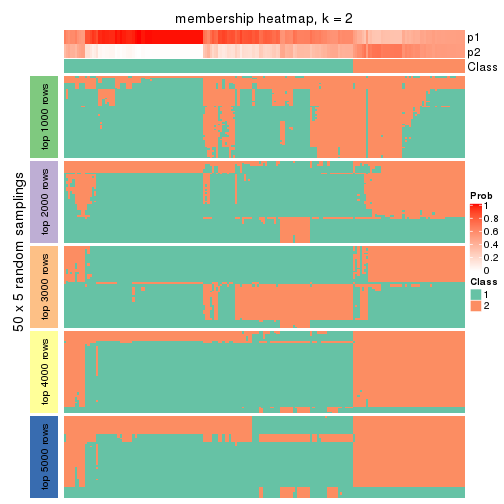 membership heatmap, k = 2
p1
p2
Class
50 x 5 random samplings
top 1000 rows
top 2000 rows
top 3000 rows
top 4000 rows
top 5000 rows
Prob
1
0.8
0.6
0.4
0.2
0
Class
1
2